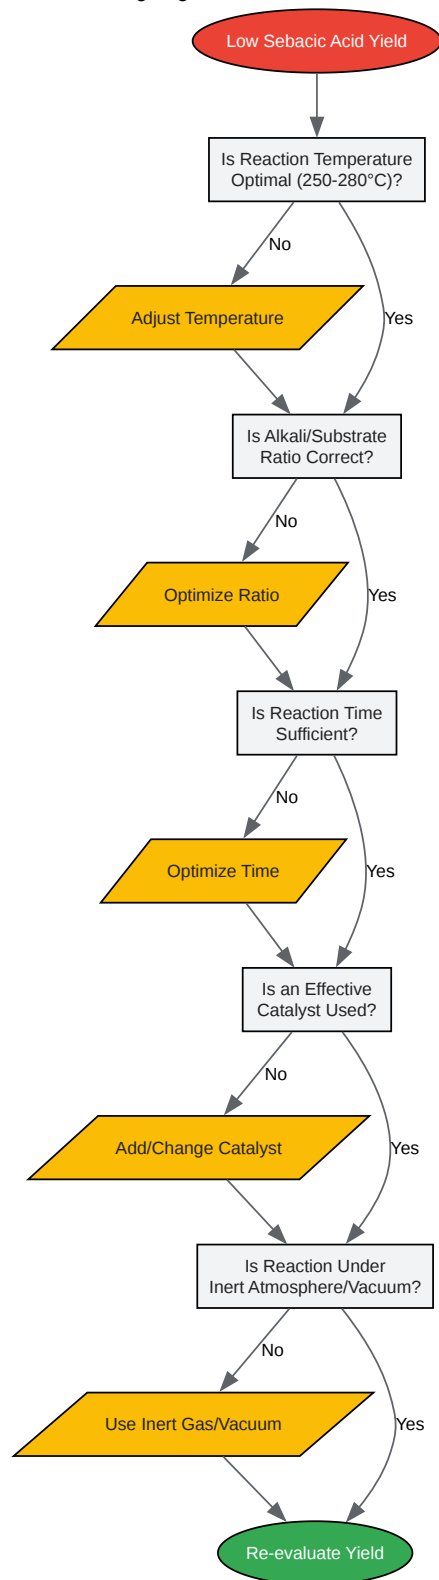 Low Sebacic Acid Yield
Is Reaction Temperature
Optimal (250-280°C)?
No
Adjust Temperature
Yes
Is Alkali/Substrate
Ratio Correct?
No
Optimize Ratio
Yes
Is Reaction Time
Sufficient?
No
Optimize Time
Yes
Is an Effective
Catalyst Used?
No
Add/Change Catalyst
Yes
Is Reaction Under
Inert Atmosphere/Vacuum?
No
Use Inert Gas/Vacuum
Yes
Re-evaluate Yield